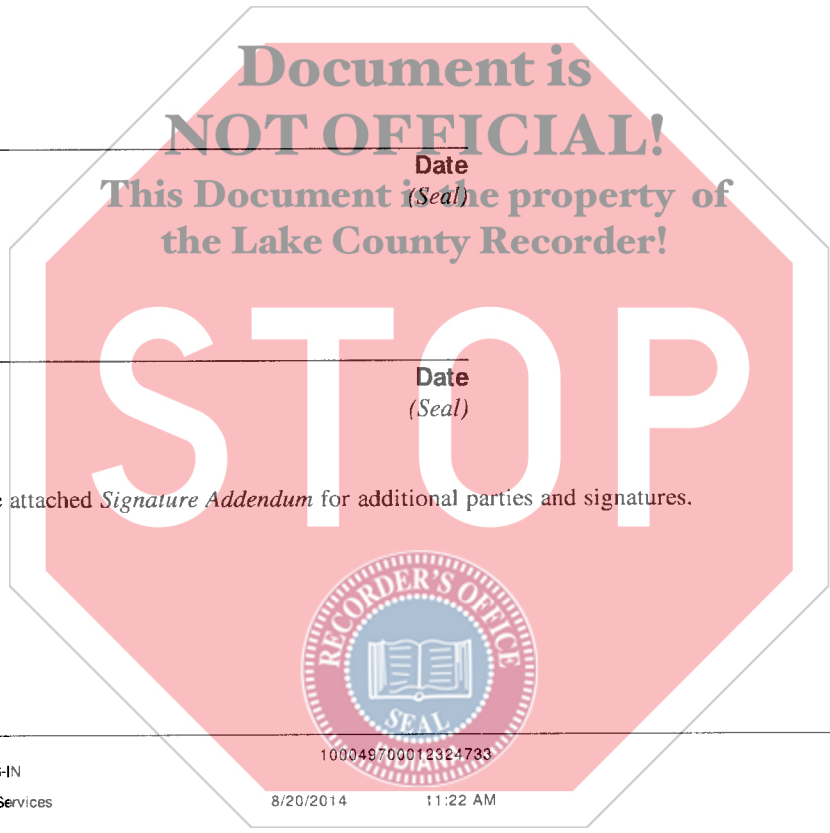 Document is
NOT OFFICIAL!
Date
This Document is the property of
(Seal)
the Lake County Recorder!
STOP
Date
(Seal)
attached Signature Addendum for additional parties and signatures.
RECORDER'S OFFICE
SEAL
INDIANA
100049700012324733
-IN
Services
8/20/2014 11:22 AM